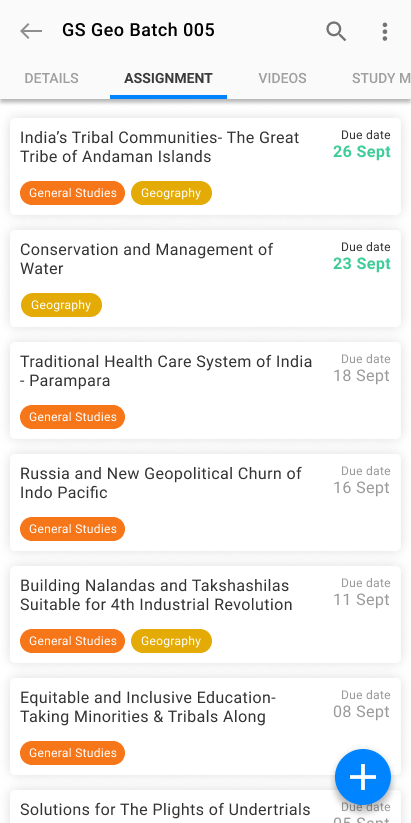 GS Geo Batch 005
DETAILS ASSIGNMENT VIDEOS STUDY M
India's Tribal Communities- The Great
Tribe of Andaman Islands
Due date
26 Sept
General Studies Geography
Conservation and Management of
Water
Due date
23 Sept
Geography
Traditional Health Care System of India
- Parampara
Due date
18 Sept
General Studies
Russia and New Geopolitical Churn of
Indo Pacific
Due date
16 Sept
General Studies
Building Nalandas and Takshashilas
Suitable for 4th Industrial Revolution
Due date
11 Sept
General Studies Geography
Equitable and Inclusive Education-
Taking Minorities & Tribals Along
Due date
08 Sept
General Studies
Solutions for The Plights of Undertrials
Due date
05 Sept